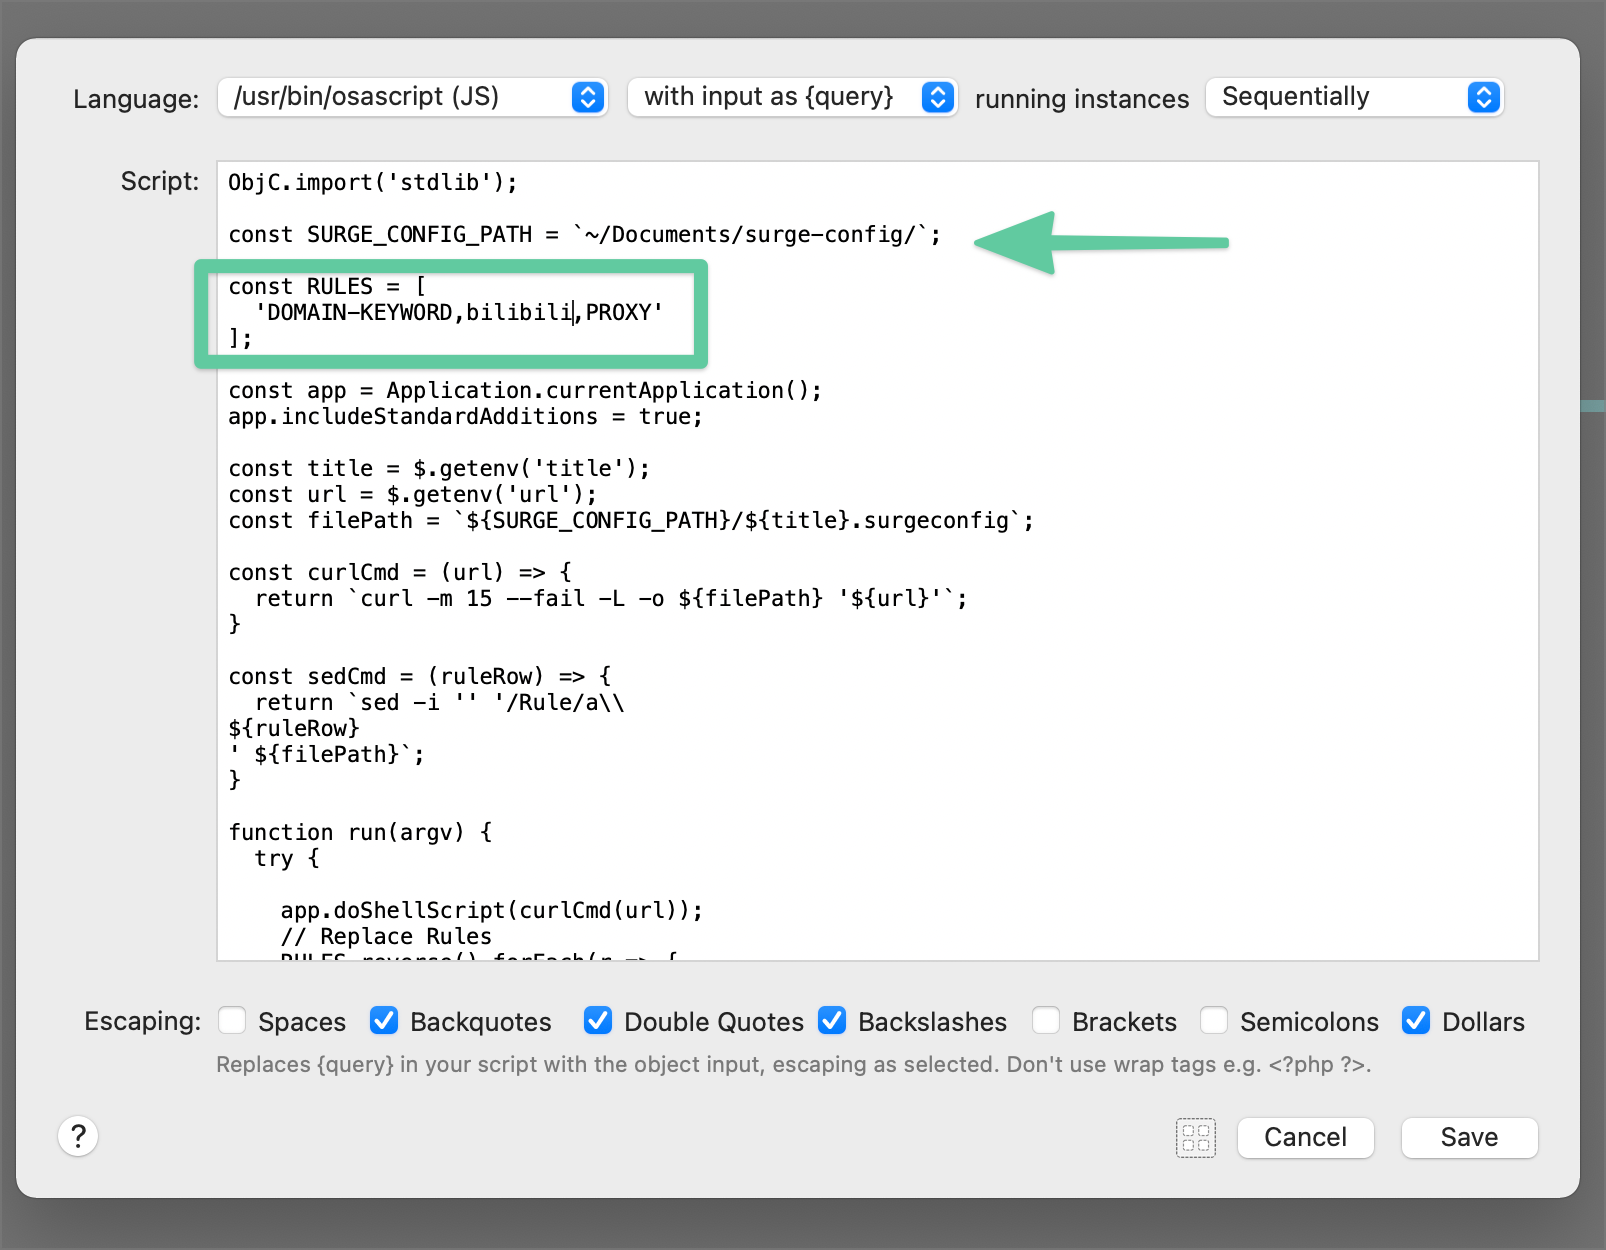 Language: /usr/bin/osascript (JS) with input as {query} running instances Sequentially
Script:
ObjC.import('stdlib');
const SURGE_CONFIG_PATH = `~/Documents/surge-config/`;
const RULES = [
  'DOMAIN-KEYWORD,bilibili,PROXY'
];
const app = Application.currentApplication();
app.includeStandardAdditions = true;
const title = $.getenv('title');
const url = $.getenv('url');
const filePath = `${SURGE_CONFIG_PATH}/${title}.surgeconfig`;
const curlCmd = (url) => {
  return `curl -m 15 --fail -L -o ${filePath} '${url}'`;
}
const sedCmd = (ruleRow) => {
  return `sed -i '' '/Rule/a\\
${ruleRow}
' ${filePath}`;
}
function run(argv) {
  try {
    app.doShellScript(curlCmd(url));
    // Replace Rules
    RULES.reverse().forEach(r => {
Escaping: Spaces Backquotes Double Quotes Backslashes Brackets Semicolons Dollars
Replaces {query} in your script with the object input, escaping as selected. Don't use wrap tags e.g. <?php ?>.
? Cancel Save